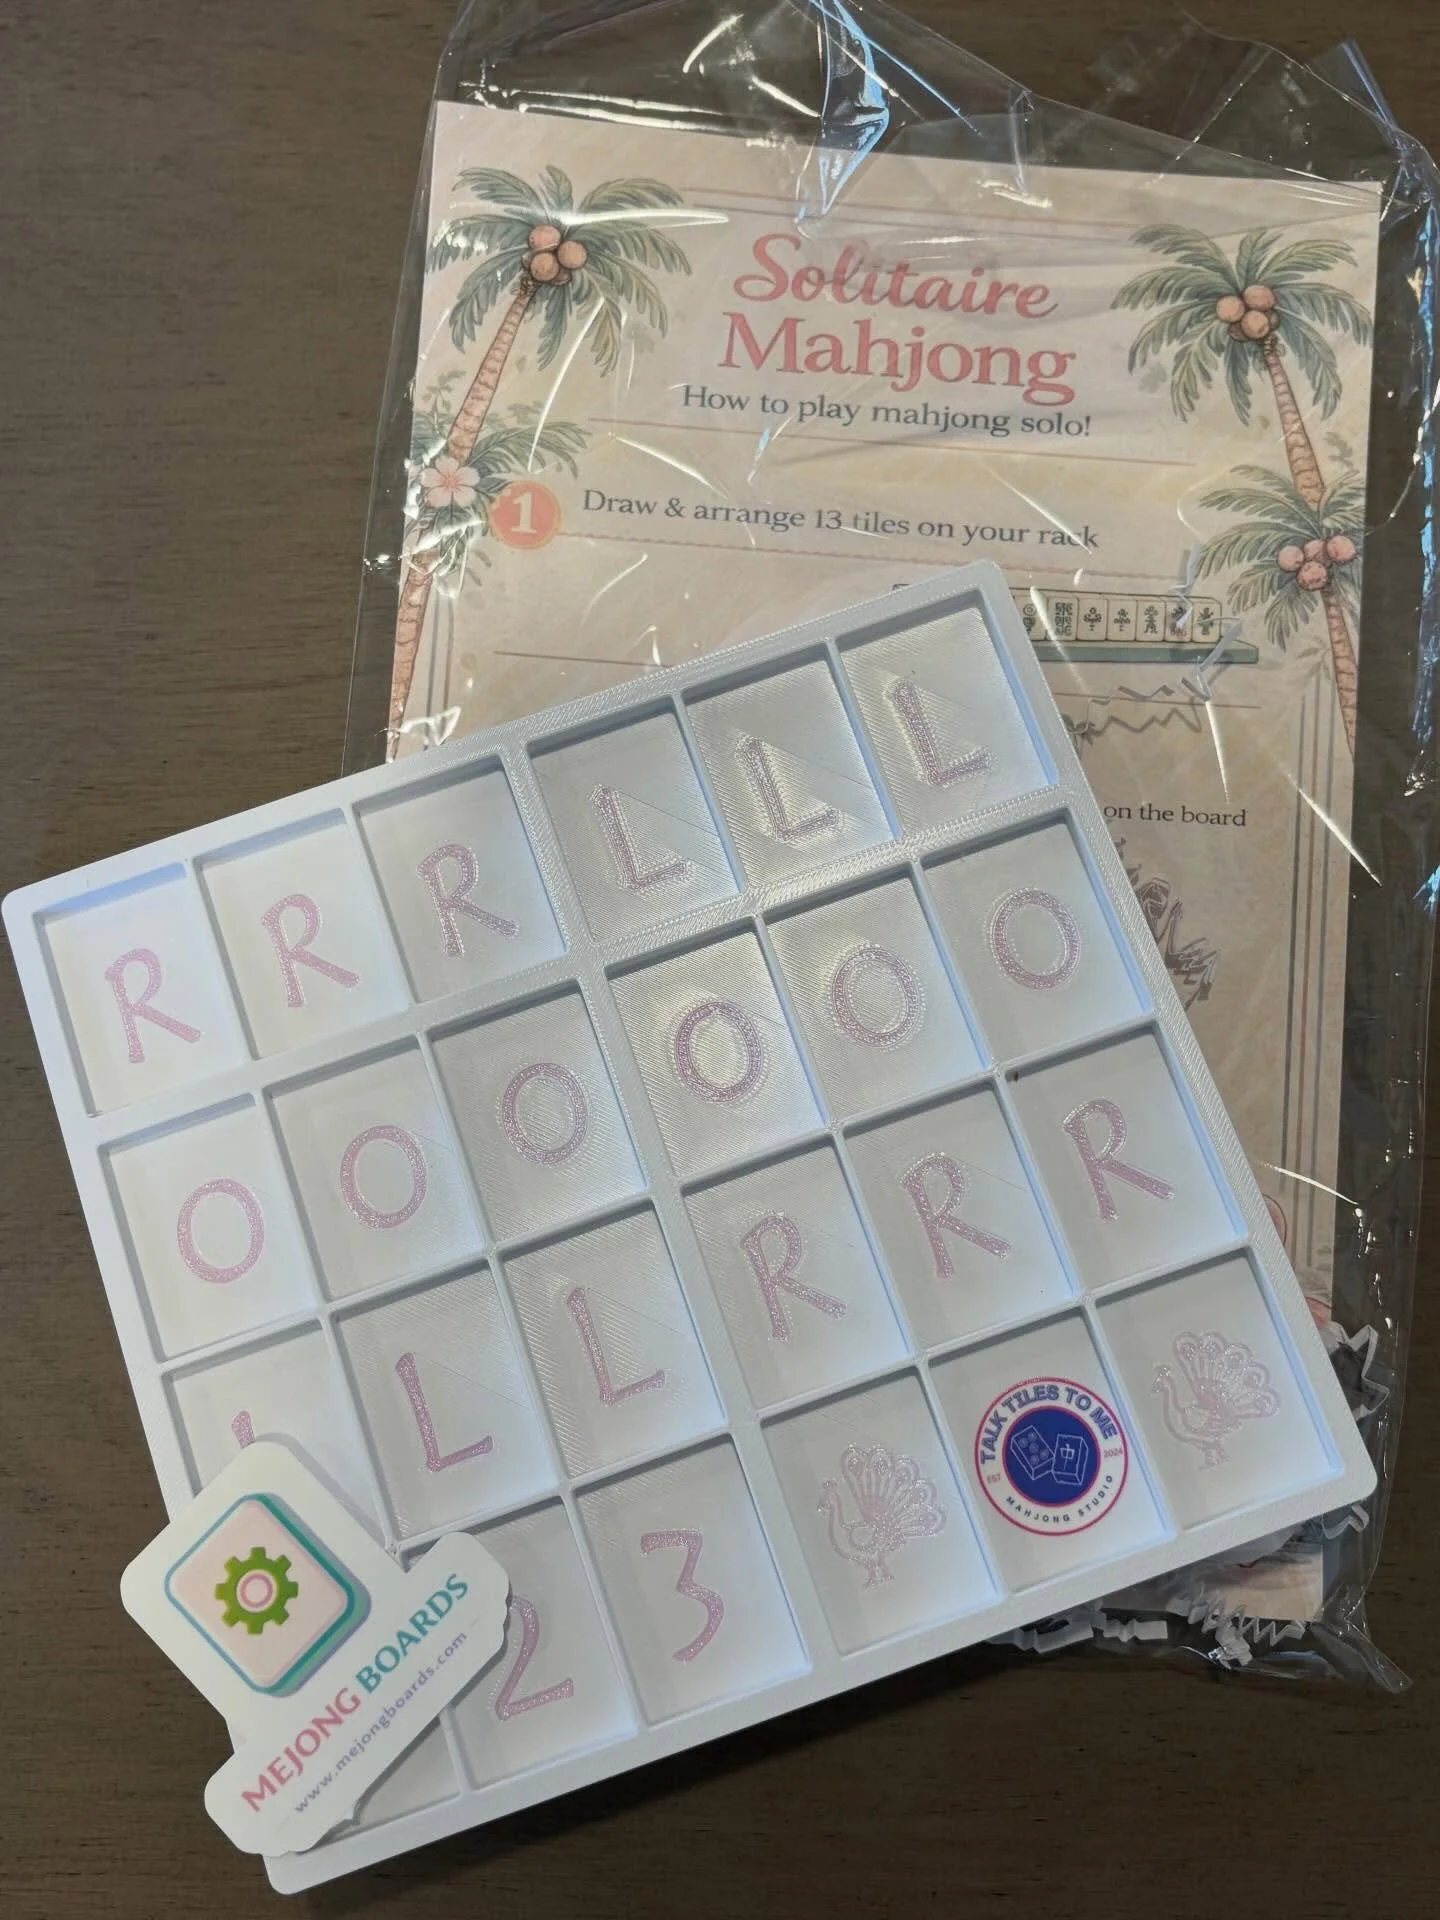 Solitaire
Mahjong
How to play mahjong solo!
1 Draw & arrange 13 tiles on your rack
on the board
R R R L L L
O O O O O O
L L R R R
2 3
TALK TILES TO ME
EST 2024
MAHJONG STUDIO
MEJONG BOARDS
www.mejongboards.com